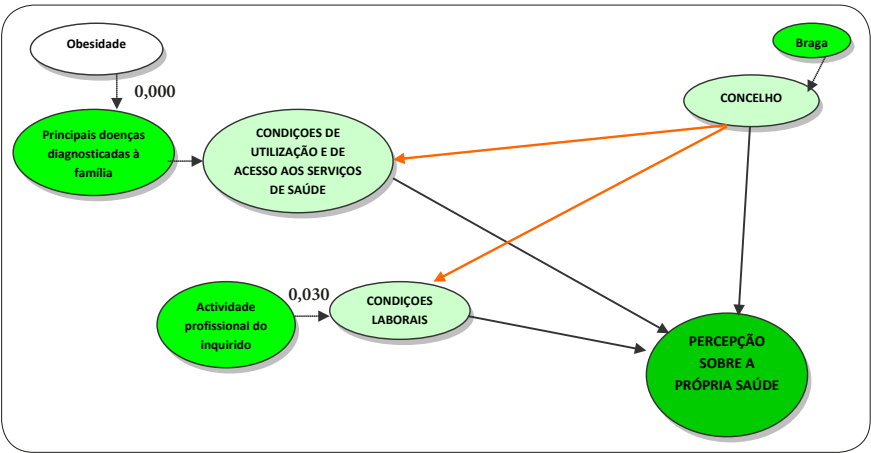 Obesidade
Braga
0,000
CONCELHO
Principais doenças
diagnosticadas à
família
CONDIÇOES DE
UTILIZAÇÃO E DE
ACESSO AOS SERVIÇOS
DE SAÚDE
Actividade
profissional do
inquirido
0,030
CONDIÇOES
LABORAIS
PERCEPÇÃO
SOBRE A
PRÓPRIA SAÚDE